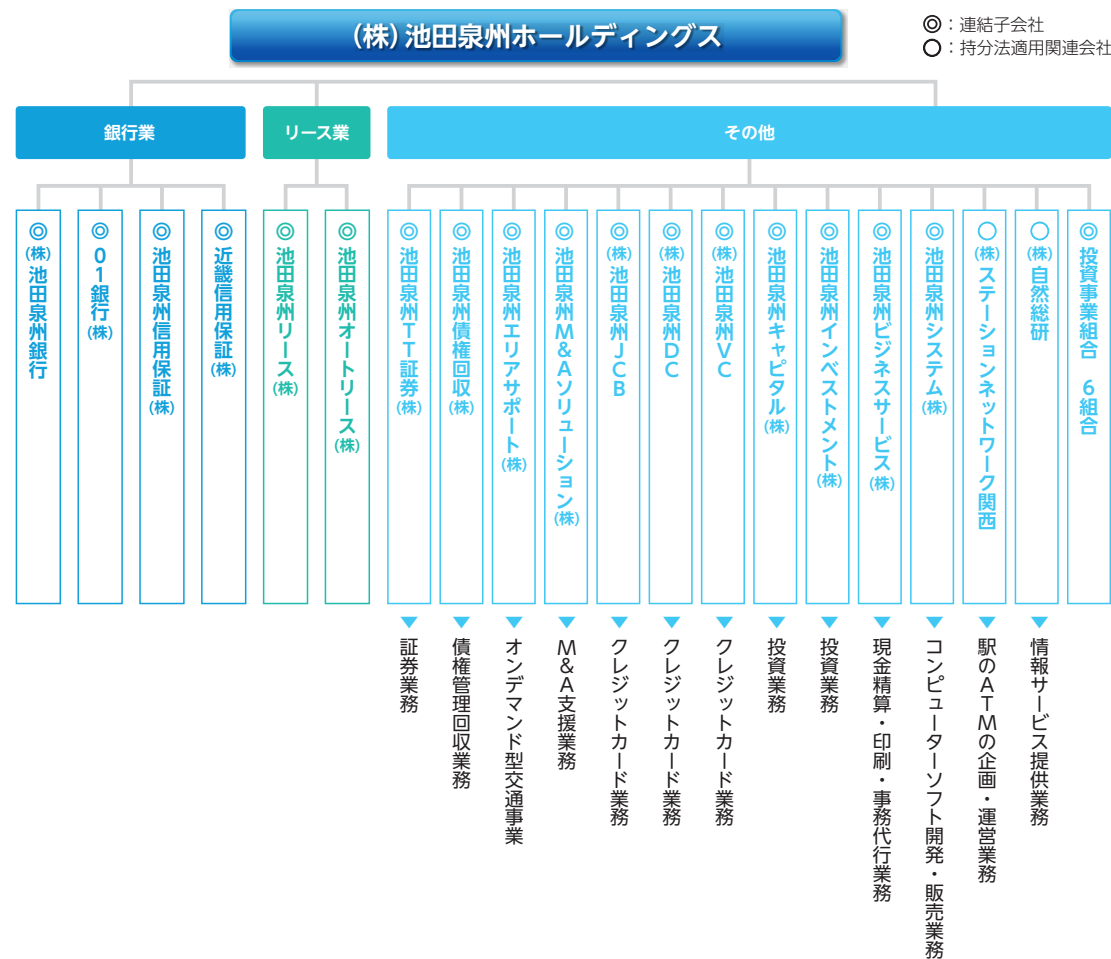 (株)池田泉州ホールディングス
◎：連結子会社
○：持分法適用関連会社
銀行業
リース業
その他
◎(株)池田泉州銀行
◎01銀行(株)
◎池田泉州信用保証(株)
◎近畿信用保証(株)
◎池田泉州リース(株)
◎池田泉州オートリース(株)
◎池田泉州TT証券(株)
◎池田泉州債権回収(株)
◎池田泉州エリアサポート(株)
◎池田泉州M&Aソリューション(株)
◎(株)池田泉州JCB
◎(株)池田泉州DC
◎(株)池田泉州VC
◎池田泉州キャピタル(株)
◎池田泉州インベストメント(株)
◎池田泉州ビジネスサービス(株)
◎池田泉州システム(株)
○(株)ステーションネットワーク関西
○(株)自然総研
◎投資事業組合　6組合
証券業務
債権管理回収業務
オンデマンド型交通事業
M&A支援業務
クレジットカード業務
クレジットカード業務
クレジットカード業務
投資業務
投資業務
現金精算・印刷・事務代行業務
コンピューターソフト開発・販売業務
駅のATMの企画・運営業務
情報サービス提供業務